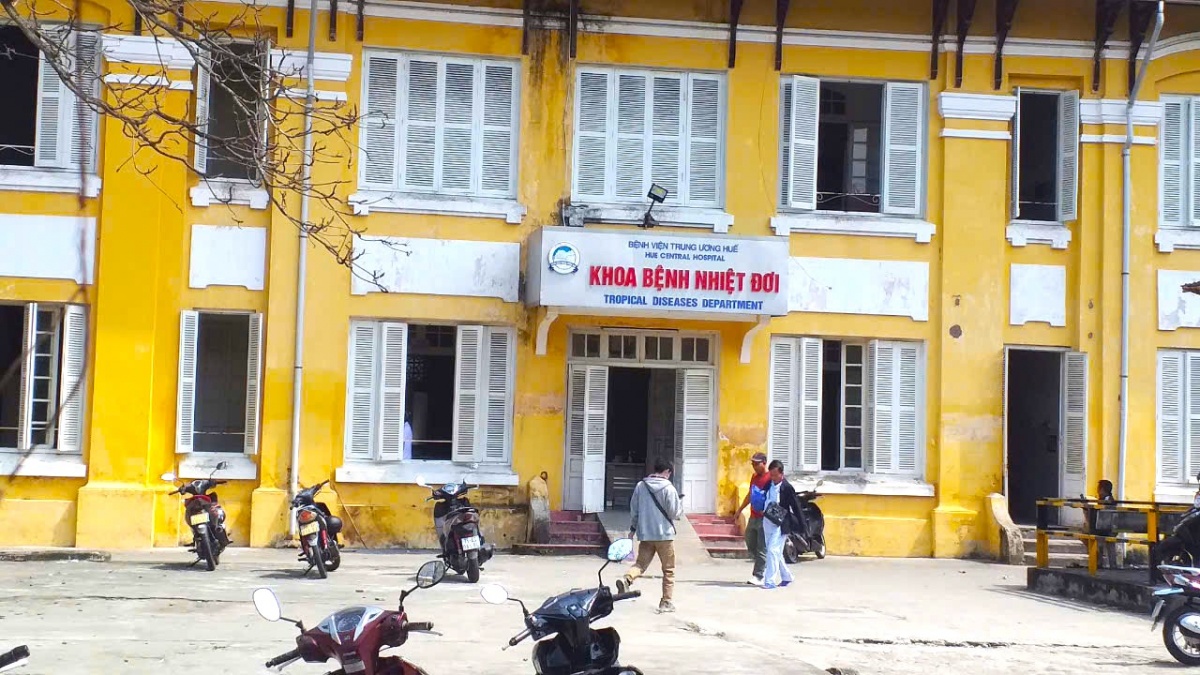 BỆNH VIỆN TRUNG ƯƠNG HUẾ
HUE CENTRAL HOSPITAL
KHOA BỆNH NHIỆT ĐỚI
TROPICAL DISEASES DEPARTMENT